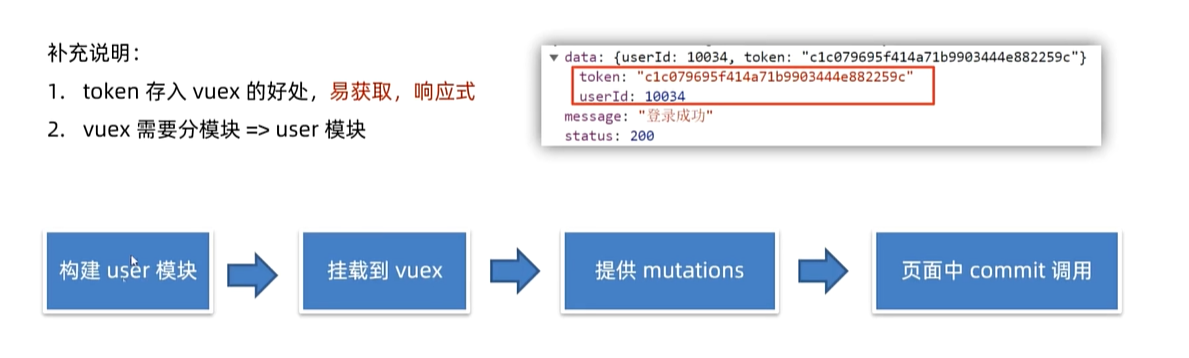 补充说明：
1. token 存入 vuex 的好处，易获取，响应式
2. vuex 需要分模块 => user 模块
▼ data: {userId: 10034, token: "c1c079695f414a71b9903444e882259c"}
token: "c1c079695f414a71b9903444e882259c"
userId: 10034
message: "登录成功"
status: 200
构建 user 模块
挂载到 vuex
提供 mutations
页面中 commit 调用